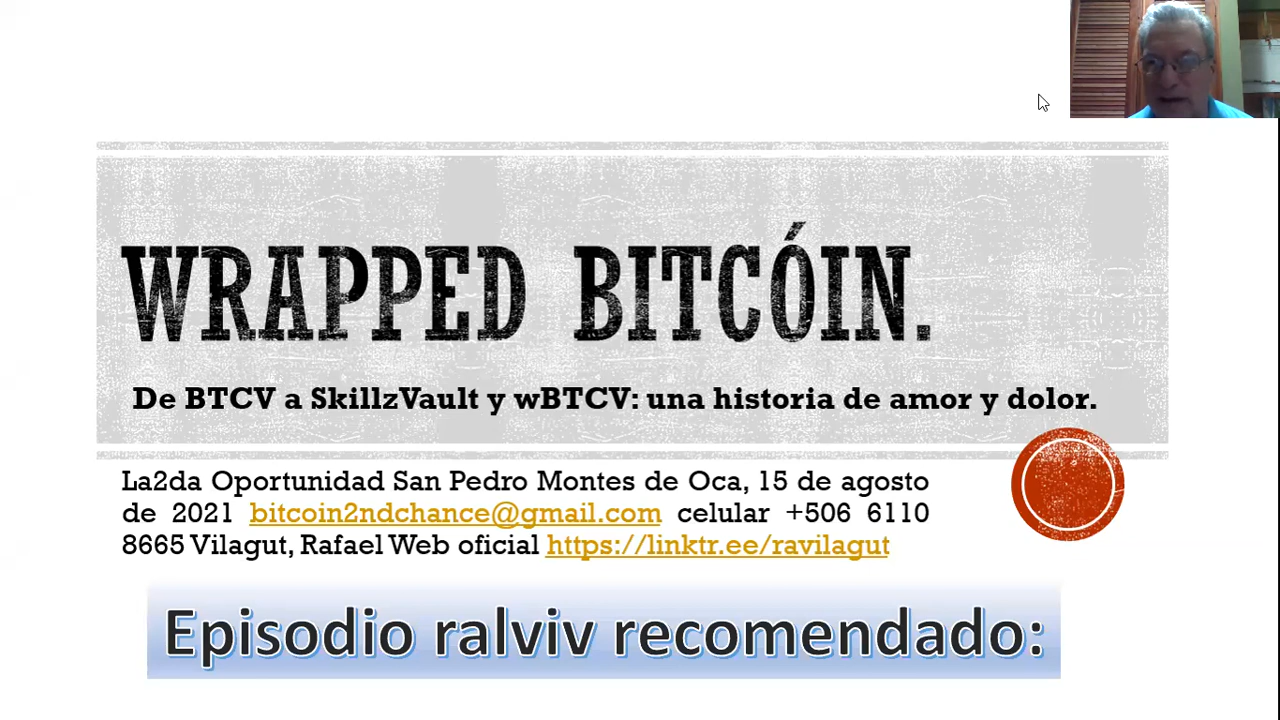 WRAPPED BITCÓIN.
De BTCV a SkillzVault y wBTCV: una historia de amor y dolor.
La2da Oportunidad San Pedro Montes de Oca, 15 de agosto
de 2021 bitcoin2ndchance@gmail.com celular +506 6110
8665 Vilagut, Rafael Web oficial https://linktr.ee/ravilagut
Episodio ralviv recomendado: